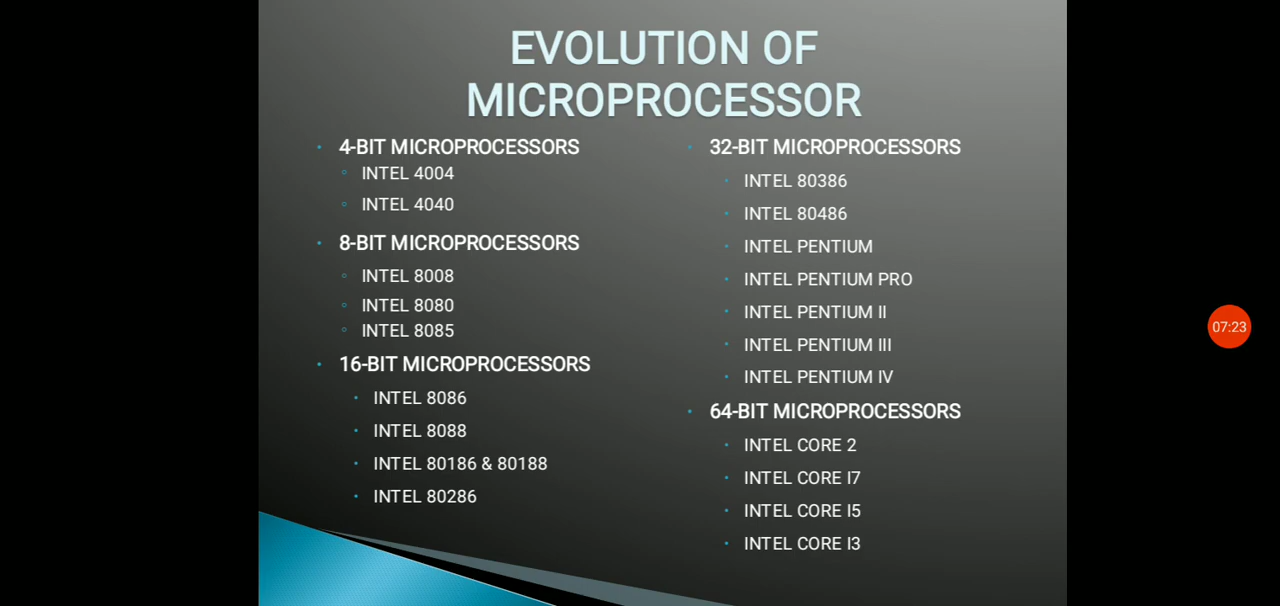 EVOLUTION OF
MICROPROCESSOR
4-BIT MICROPROCESSORS
INTEL 4004
INTEL 4040
8-BIT MICROPROCESSORS
INTEL 8008
INTEL 8080
INTEL 8085
16-BIT MICROPROCESSORS
INTEL 8086
INTEL 8088
INTEL 80186 & 80188
INTEL 80286
32-BIT MICROPROCESSORS
INTEL 80386
INTEL 80486
INTEL PENTIUM
INTEL PENTIUM PRO
INTEL PENTIUM II
INTEL PENTIUM III
INTEL PENTIUM IV
64-BIT MICROPROCESSORS
INTEL CORE 2
INTEL CORE I7
INTEL CORE I5
INTEL CORE I3
07:23